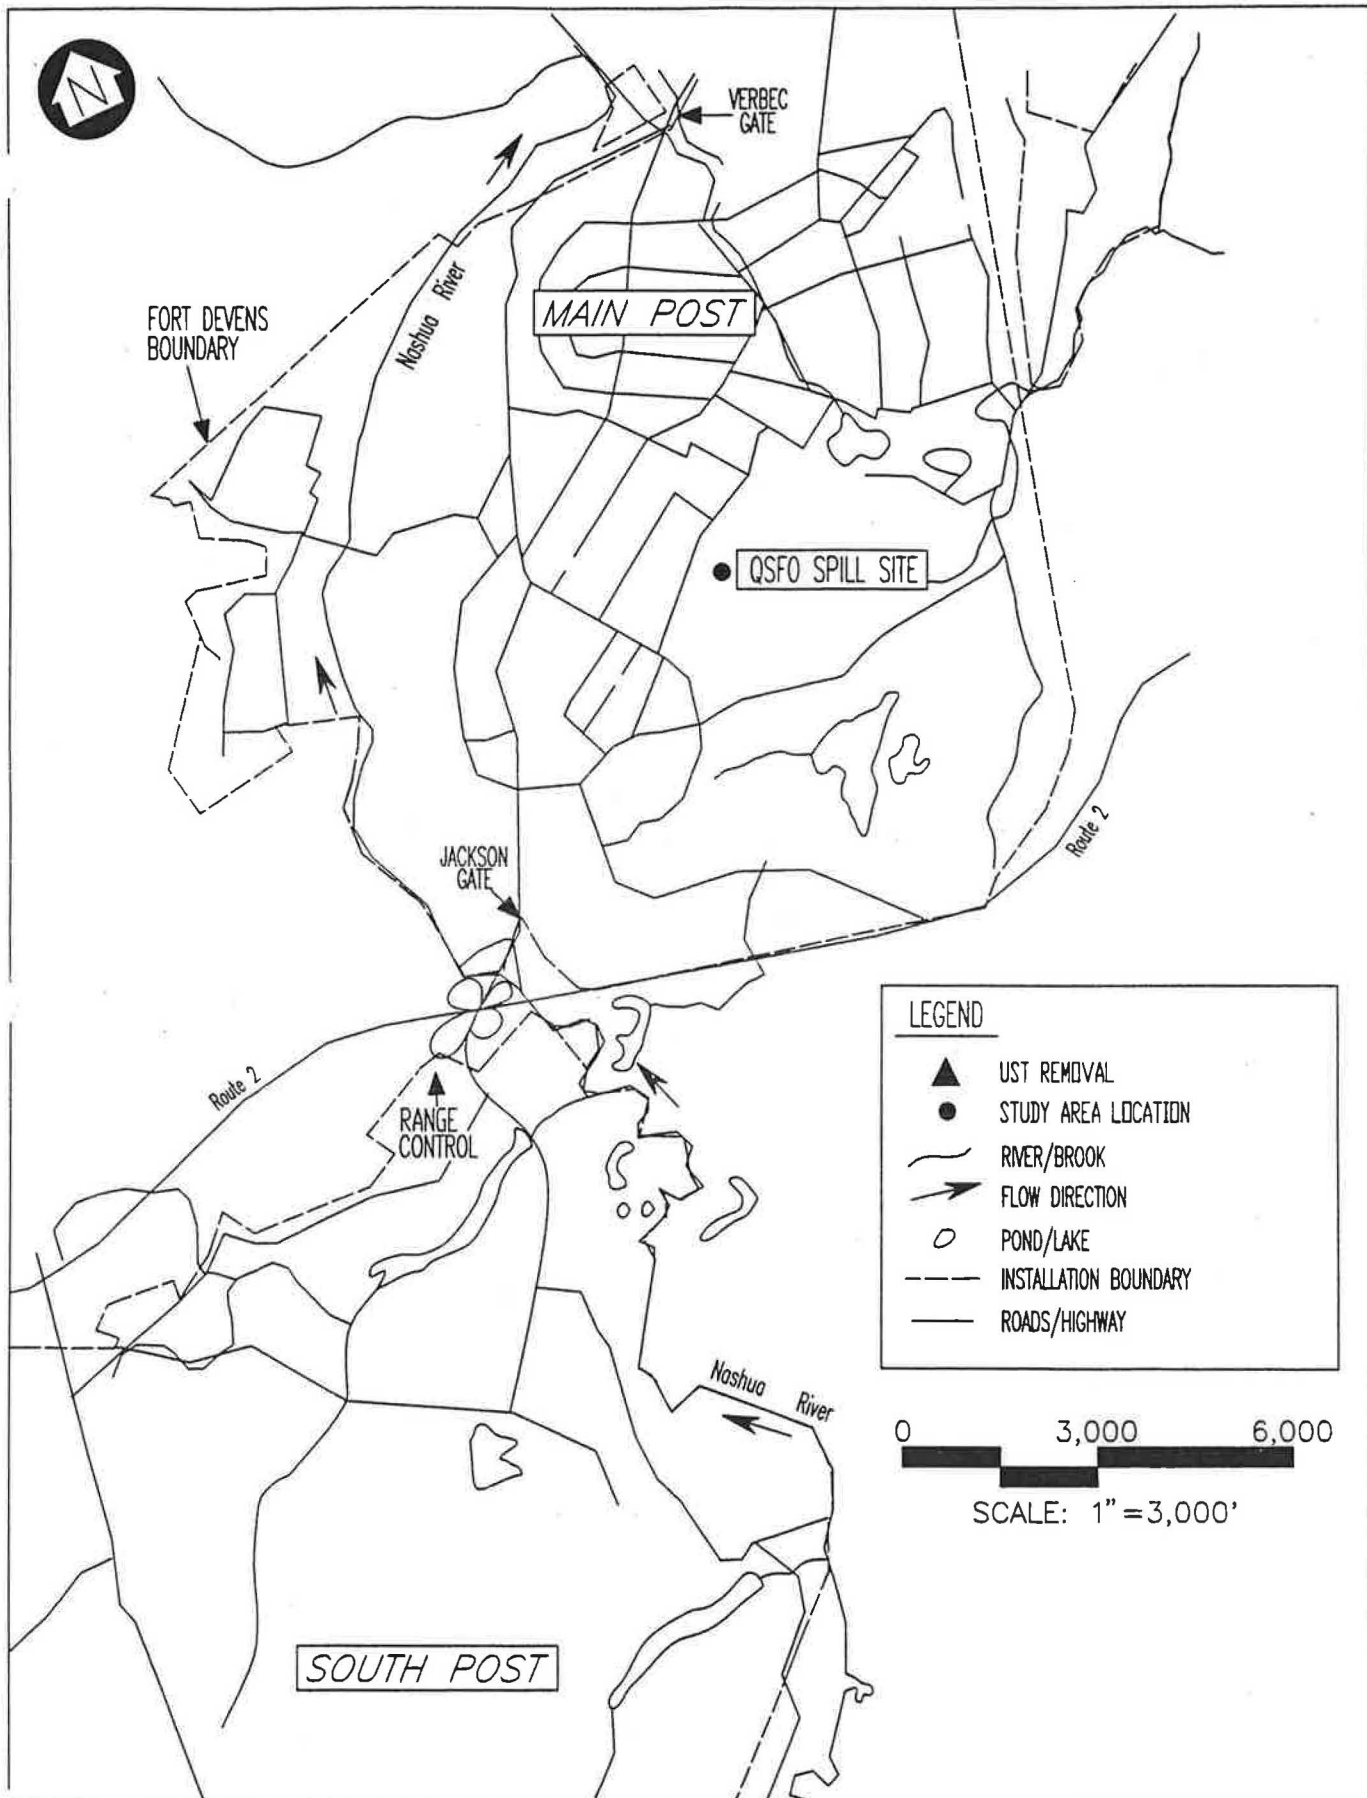 N
VERBEC
GATE
Nashua River
MAIN POST
FORT DEVENS
BOUNDARY
QSFO SPILL SITE
Route 2
JACKSON
GATE
Route 2
RANGE
CONTROL
LEGEND
UST REMOVAL
STUDY AREA LOCATION
RIVER/BROOK
FLOW DIRECTION
POND/LAKE
INSTALLATION BOUNDARY
ROADS/HIGHWAY
Nashua River
0 3,000 6,000
SCALE: 1"=3,000'
SOUTH POST